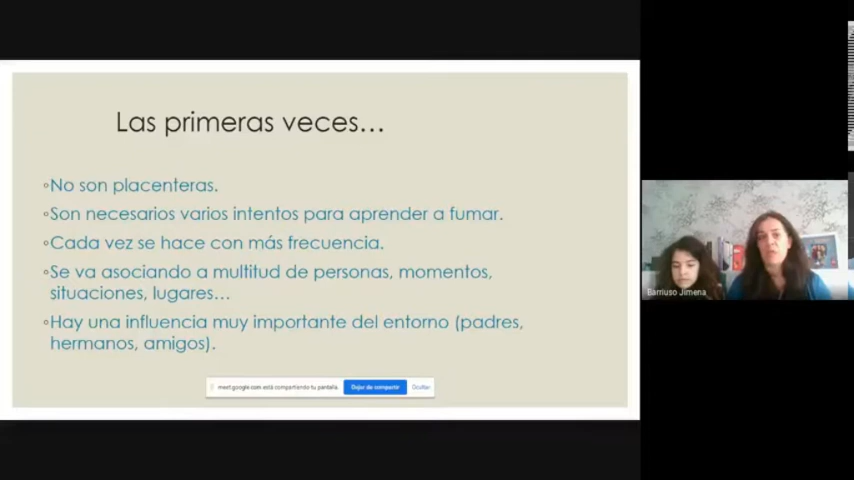 Las primeras veces...
◦No son placenteras.
◦Son necesarios varios intentos para aprender a fumar.
◦Cada vez se hace con más frecuencia.
◦Se va asociando a multitud de personas, momentos,
situaciones, lugares...
◦Hay una influencia muy importante del entorno (padres,
hermanos, amigos).
Barriuso Jimena
meet.google.com está compartiendo tu pantalla. Dejar de compartir Ocultar